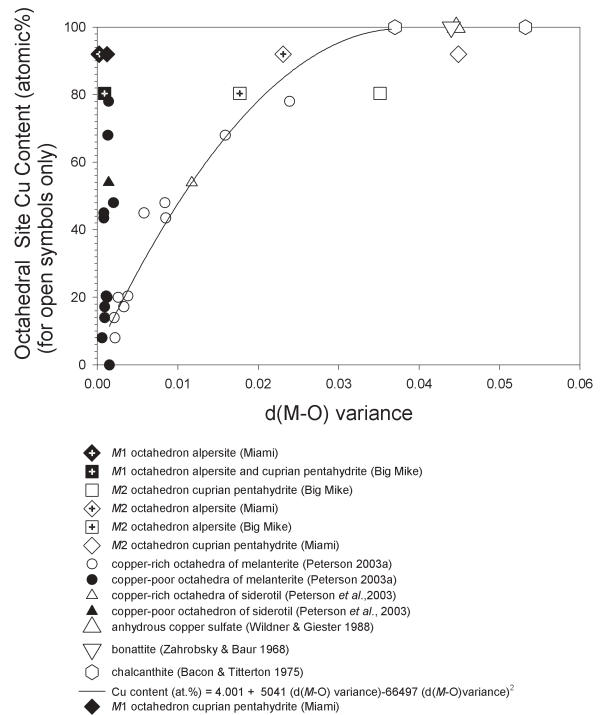 Octahedral Site Cu Content (atomic%)
(for open symbols only)
100
80
60
40
20
0
0.00 0.01 0.02 0.03 0.04 0.05 0.06
d(M-O) variance
M1 octahedron alpersite (Miami)
M1 octahedron alpersite and cuprian pentahydrite (Big Mike)
M2 octahedron cuprian pentahydrite (Big Mike)
M2 octahedron alpersite (Miami)
M2 octahedron alpersite (Big Mike)
M2 octahedron cuprian pentahydrite (Miami)
copper-rich octahedra of melanterite (Peterson 2003a)
copper-poor octahedra of melanterite (Peterson 2003a)
copper-rich octahedra of siderotil (Peterson et al.,2003)
copper-poor octahedron of siderotil (Peterson et al., 2003)
anhydrous copper sulfate (Wildner & Giester 1988)
bonattite (Zahrobsky & Baur 1968)
chalcanthite (Bacon & Titterton 1975)
Cu content (at.%) = 4.001 + 5041 (d(M-O) variance)-66497 (d(M-O)variance)²
M1 octahedron cuprian pentahydrite (Miami)